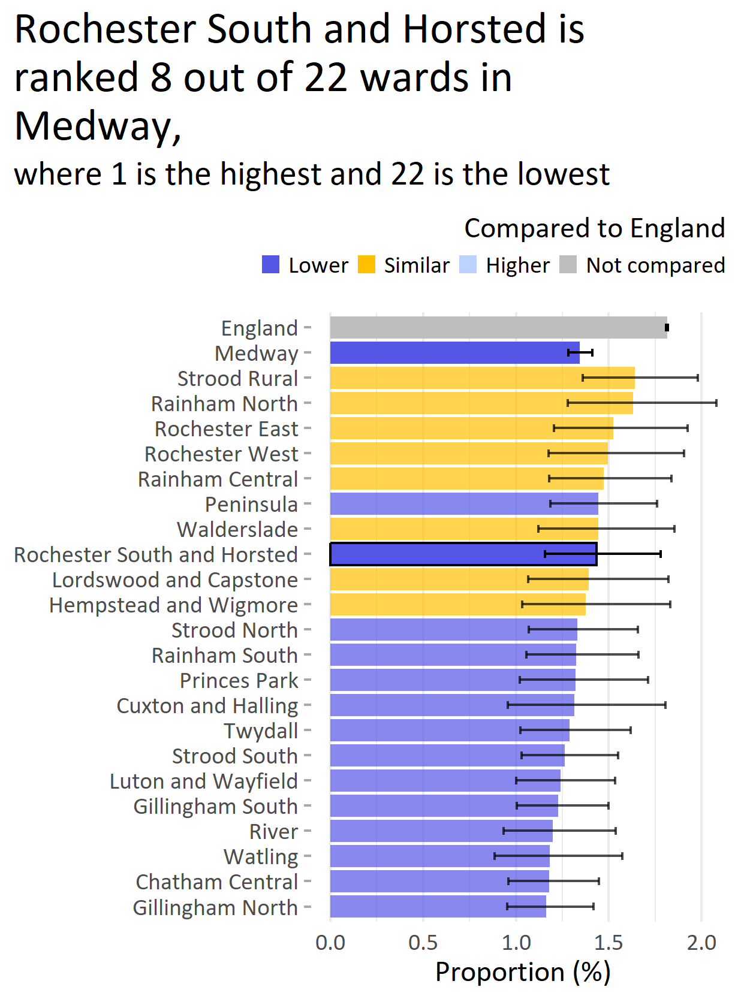 Rochester South and Horsted is
ranked 8 out of 22 wards in
Medway,
where 1 is the highest and 22 is the lowest
Compared to England
Lower Similar Higher Not compared
England
Medway
Strood Rural
Rainham North
Rochester East
Rochester West
Rainham Central
Peninsula
Walderslade
Rochester South and Horsted
Lordswood and Capstone
Hempstead and Wigmore
Strood North
Rainham South
Princes Park
Cuxton and Halling
Twydall
Strood South
Luton and Wayfield
Gillingham South
River
Watling
Chatham Central
Gillingham North
0.0 0.5 1.0 1.5 2.0
Proportion (%)